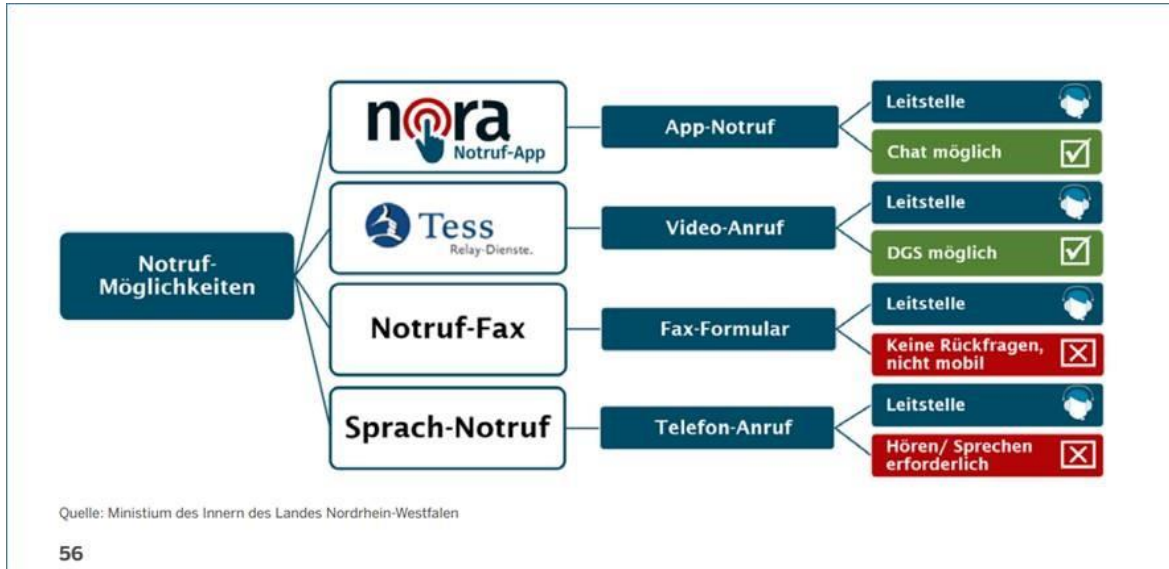 Notruf-
Möglichkeiten
nora
Notruf-App
App-Notruf
Leitstelle
Chat möglich
Tess
Relay-Dienste.
Video-Anruf
Leitstelle
DGS möglich
Notruf-Fax
Fax-Formular
Leitstelle
Keine Rückfragen,
nicht mobil
Sprach-Notruf
Telefon-Anruf
Leitstelle
Hören/ Sprechen
erforderlich
Quelle: Ministium des Innern des Landes Nordrhein-Westfalen
56